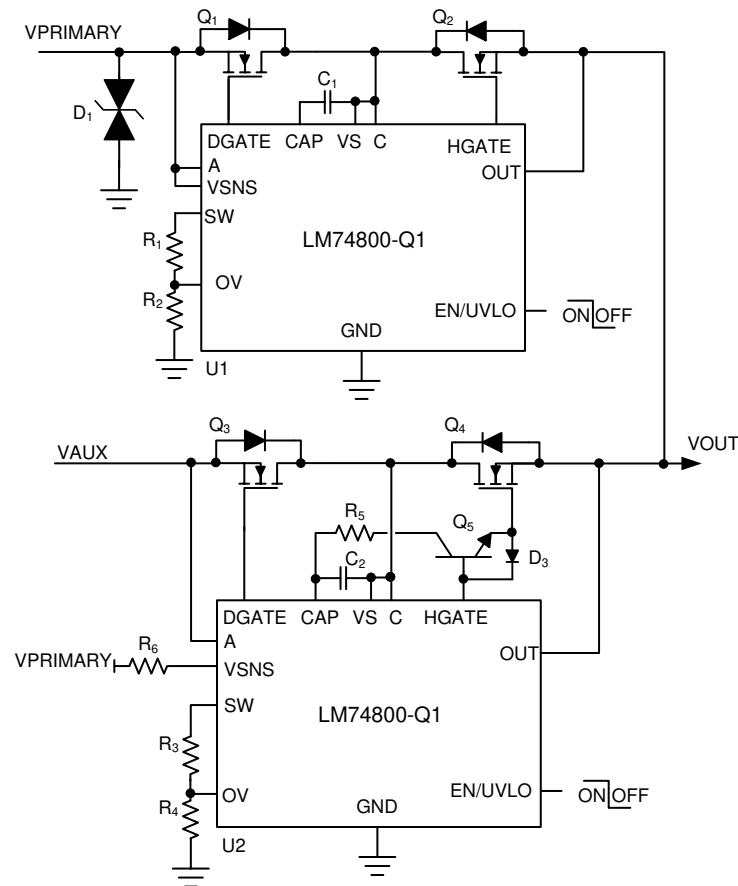 Q1
Q2
VPRIMARY
D1
C1
DGATE CAP VS C HGATE
A
OUT
VSNS
SW
R1
LM74800-Q1
OV
R2
EN/UVLO
ON OFF
GND
U1
Q3
Q4
VAUX
VOUT
R5
Q5
C2
D3
DGATE CAP VS C HGATE
A
VPRIMARY
R6
VSNS
OUT
SW
LM74800-Q1
R3
OV
EN/UVLO
ON OFF
R4
GND
U2